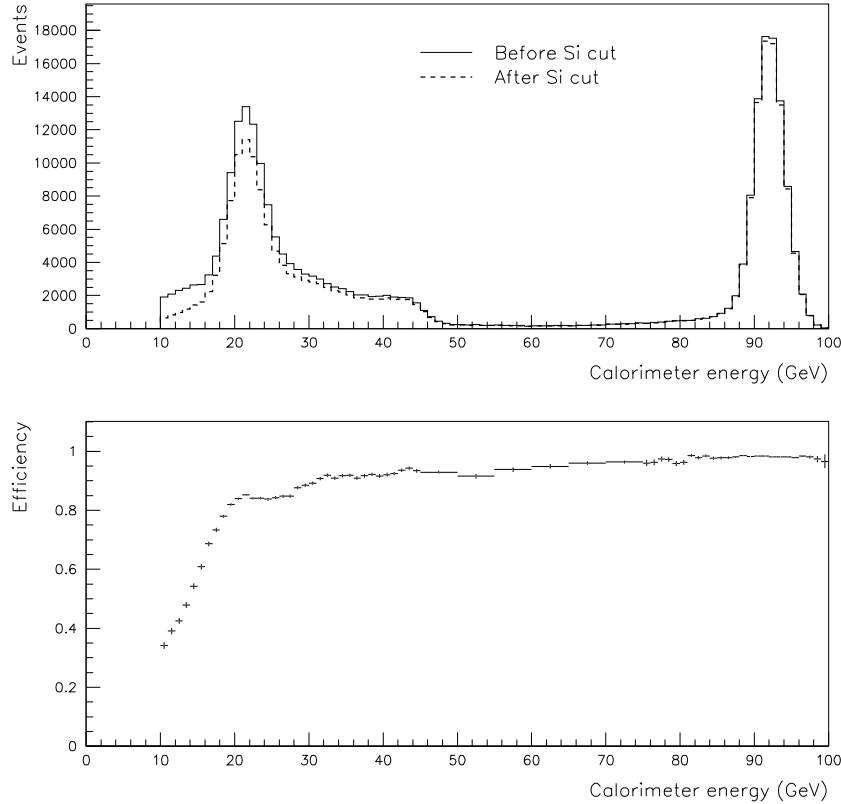 Events
18000
16000
14000
12000
10000
8000
6000
4000
2000
0
Before Si cut
After Si cut
0 10 20 30 40 50 60 70 80 90 100
Calorimeter energy (GeV)
Efficiency
1
0.8
0.6
0.4
0.2
0
0 10 20 30 40 50 60 70 80 90 100
Calorimeter energy (GeV)